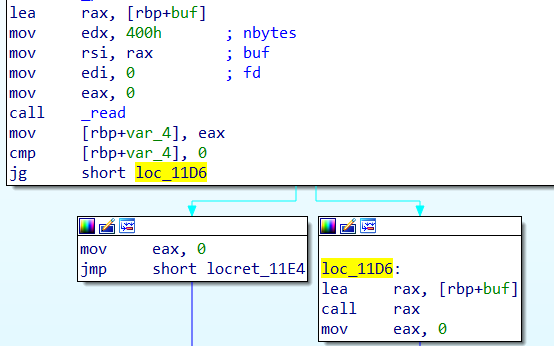 lea     rax, [rbp+buf]
mov     edx, 400h       ; nbytes
mov     rsi, rax        ; buf
mov     edi, 0          ; fd
mov     eax, 0
call    _read
mov     [rbp+var_4], eax
cmp     [rbp+var_4], 0
jg      short loc_11D6
mov     eax, 0
jmp     short locret_11E4
loc_11D6:
lea     rax, [rbp+buf]
call    rax
mov     eax, 0